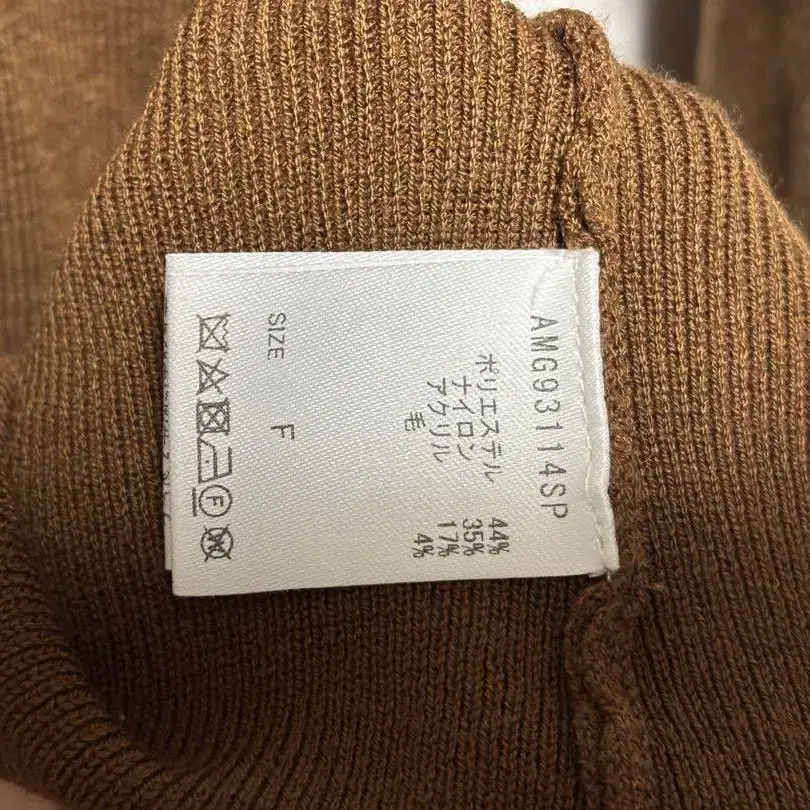 AMG93114SP
ポリエステル 44%
ナイロン 35%
アクリル 17%
毛 4%
SIZE F
F